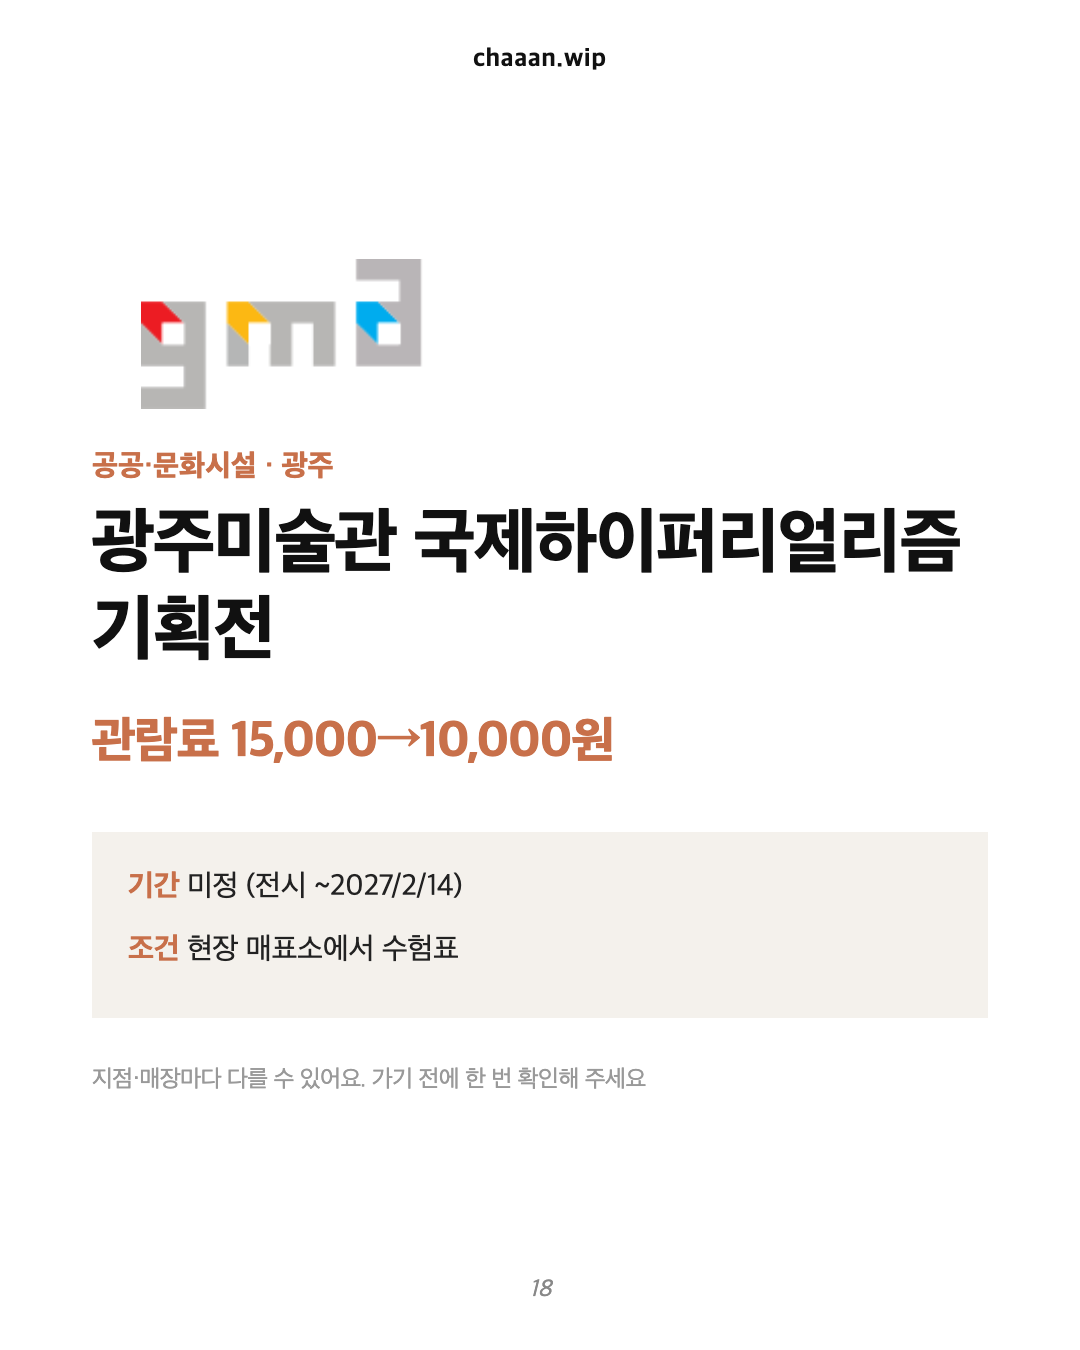 chaaan.wip
gma
공공·문화시설 · 광주
광주미술관 국제하이퍼리얼리즘
기획전
관람료 15,000→10,000원
기간 미정 (전시 ~2027/2/14)
조건 현장 매표소에서 수험표
지점·매장마다 다를 수 있어요. 가기 전에 한 번 확인해 주세요
18